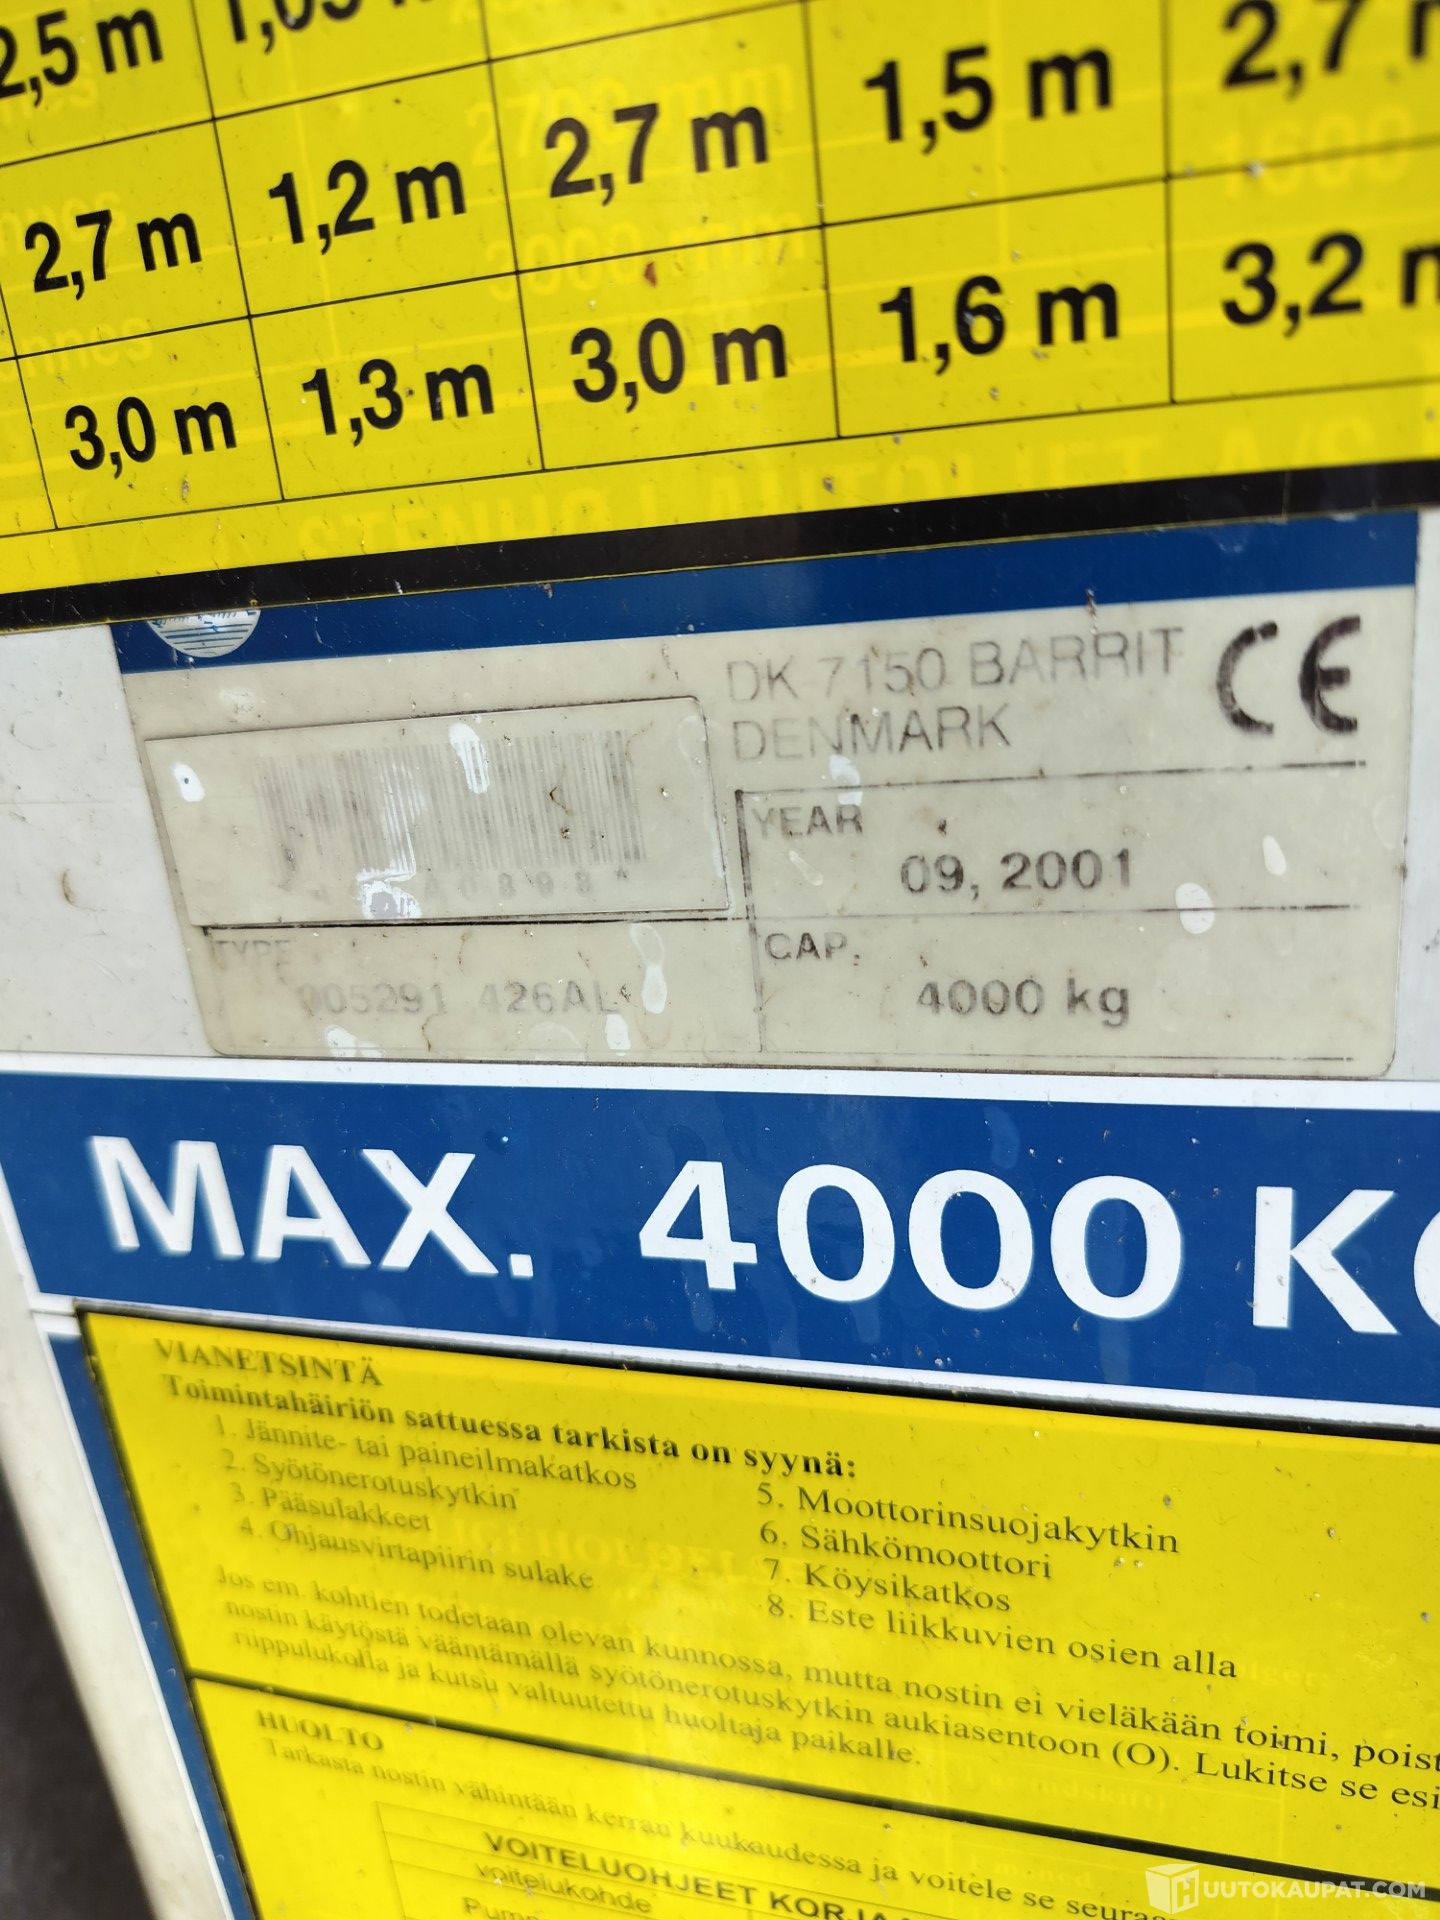 2,5 m
2,7 m 1,2 m 2,7 m 1,5 m 2,7
3,0 m 1,3 m 3,0 m 1,6 m 3,2
DK-7150 BARRIT
DENMARK
CE
YEAR
09, 2001
TYPE
426AL
CAP.
4000 kg
MAX. 4000 K
VIANETSINTÄ
Toimintahäiriön sattuessa tarkista on syynä:
1. Jännite- tai paineilmakatkos
2. Syötönerotuskytkin
3. Pääsulakkeet
4. Ohjausvirtapiirin sulake
5. Moottorinsuojakytkin
6. Sähkömoottori
7. Köysikatkos
8. Este liikkuvien osien alla
Jos em. kohtien todetaan olevan kunnossa, mutta nostin ei vieläkään toimi, poist
nostin käytöstä vääntämällä syötönerotuskytkin aukiasentoon (O). Lukitse se esi
riippulukolla ja kutsu valtuutettu huoltaja paikalle.
HUOLTO
Tarkasta nostin vähintään kerran kuukaudessa ja voitele se seuraa
VOITELUOHJEET KORJA
voitelukohde
Pum
HUUTOKAUPAT.COM